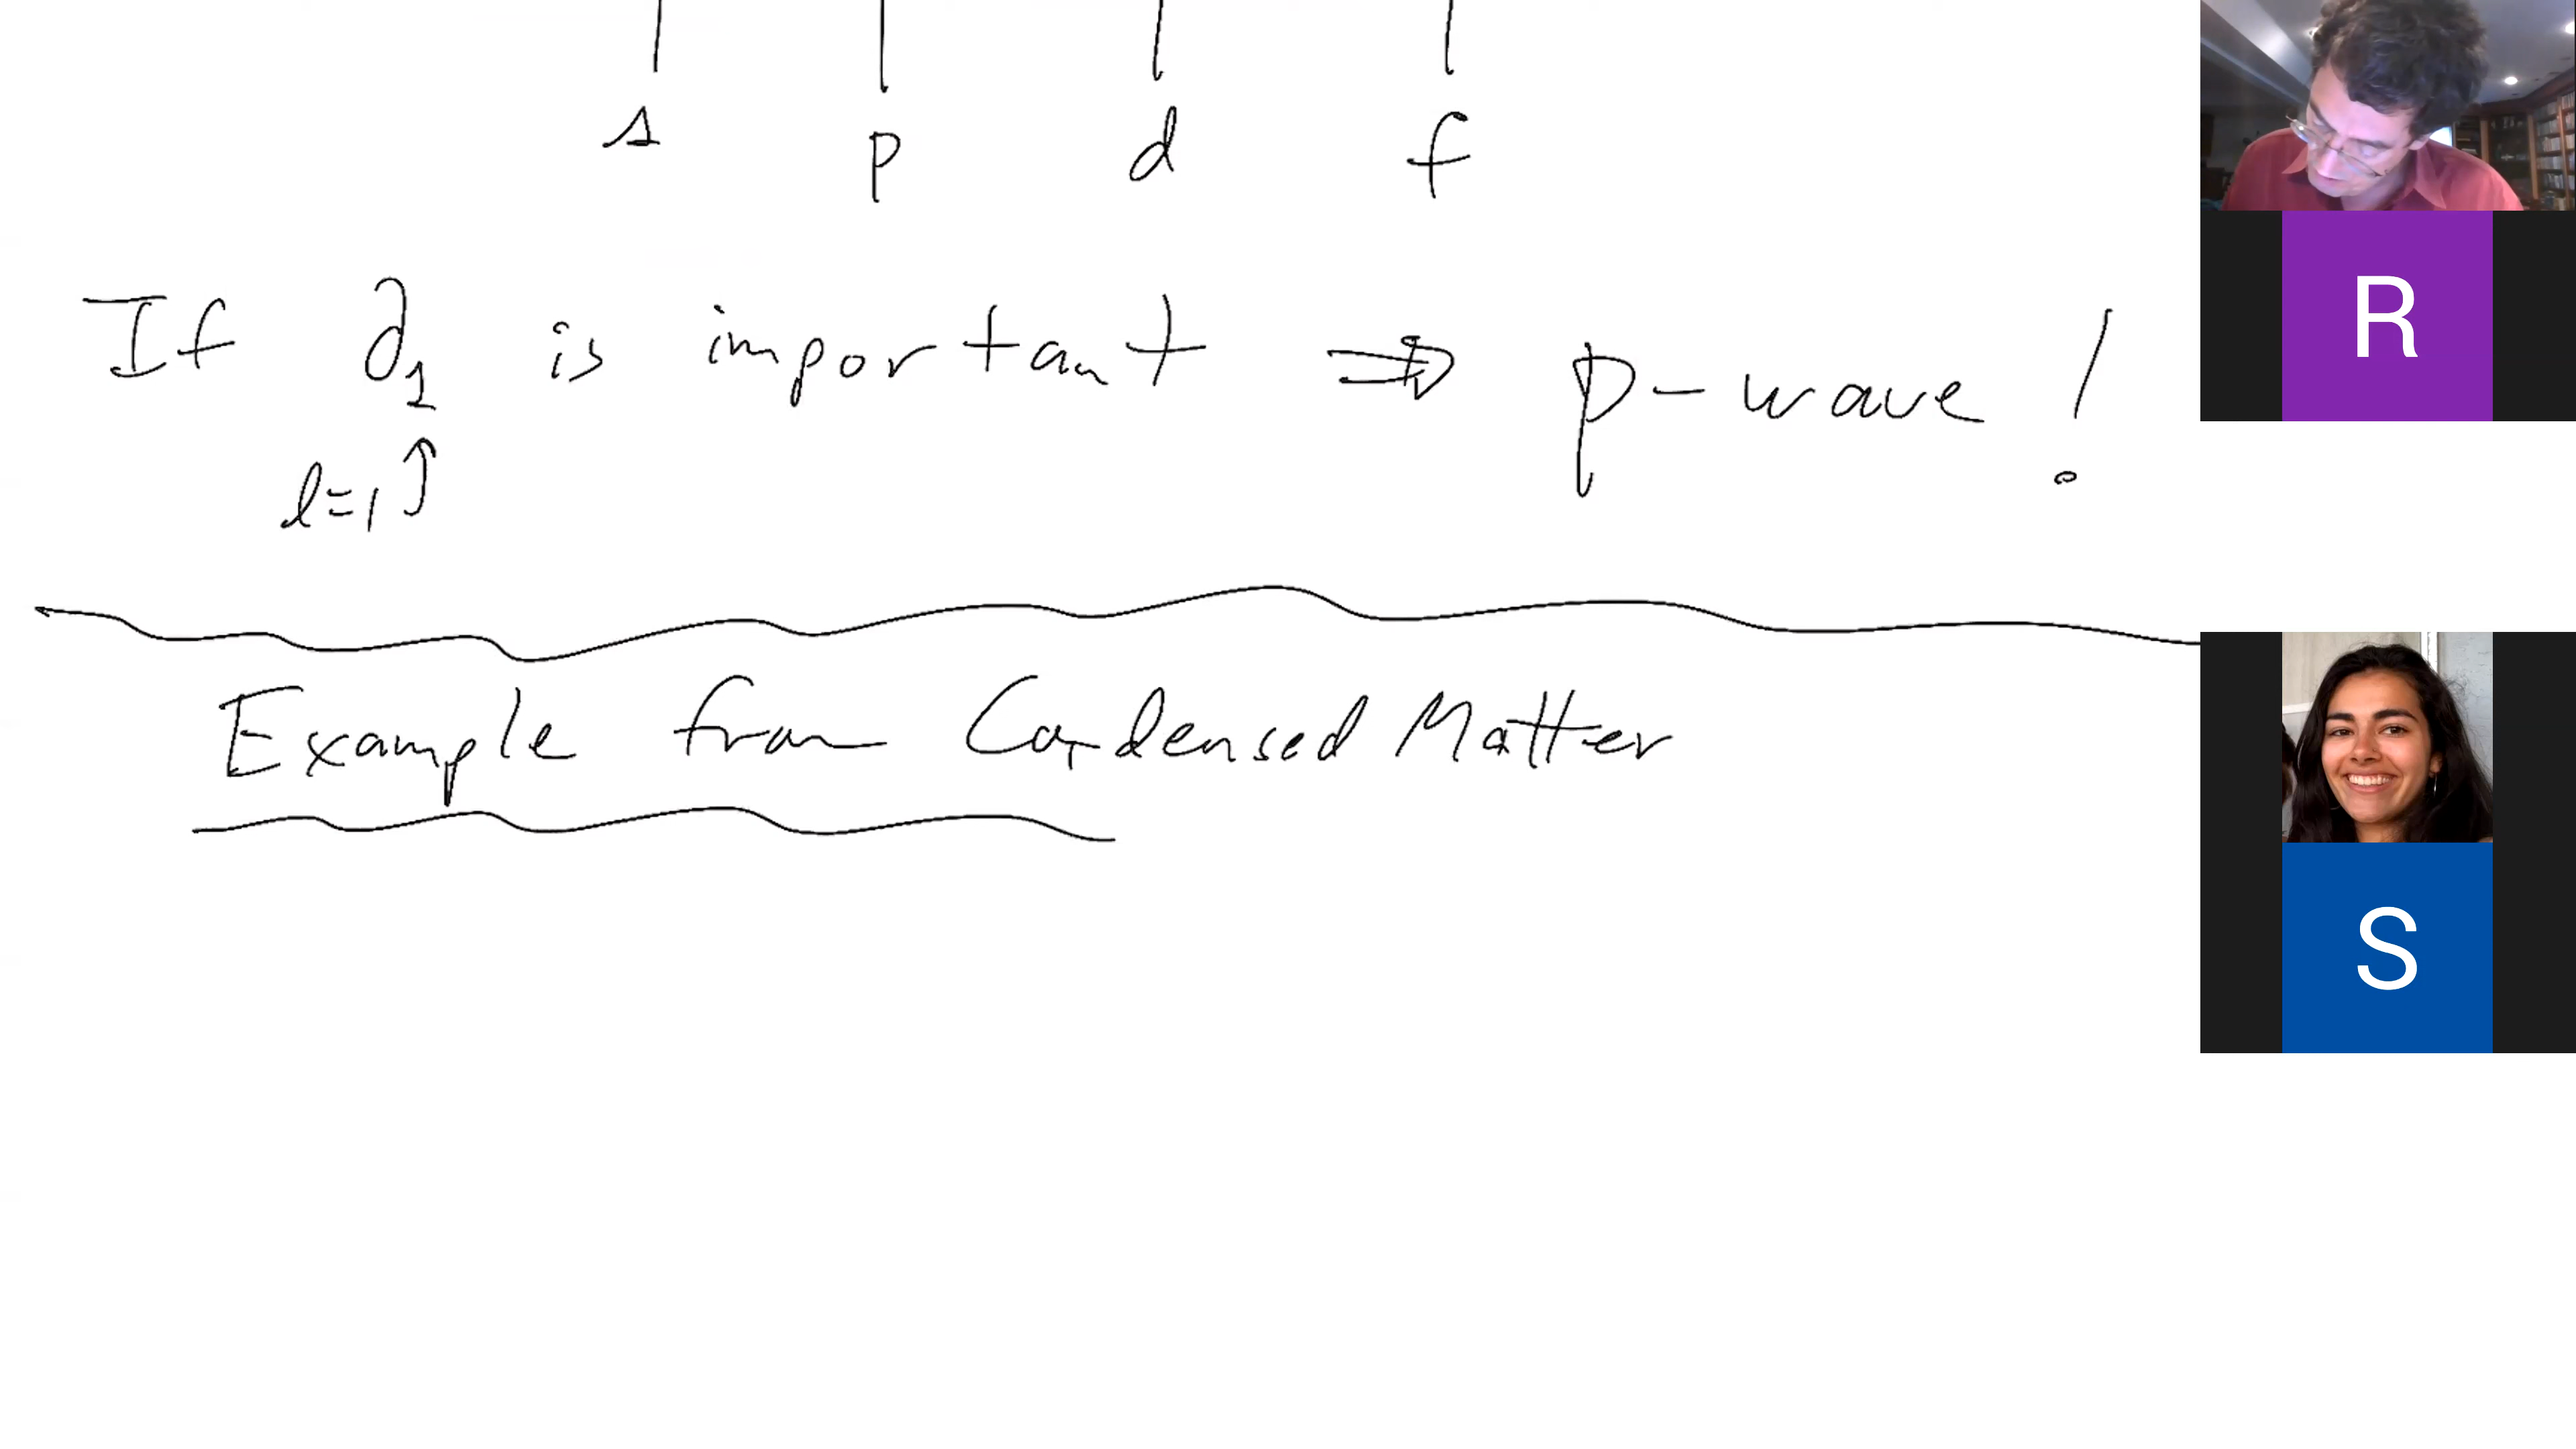 s p d f
If ∂₁ is important ⇒ p-wave!
l=1 ↑
Example from Condensed Matter
R
S